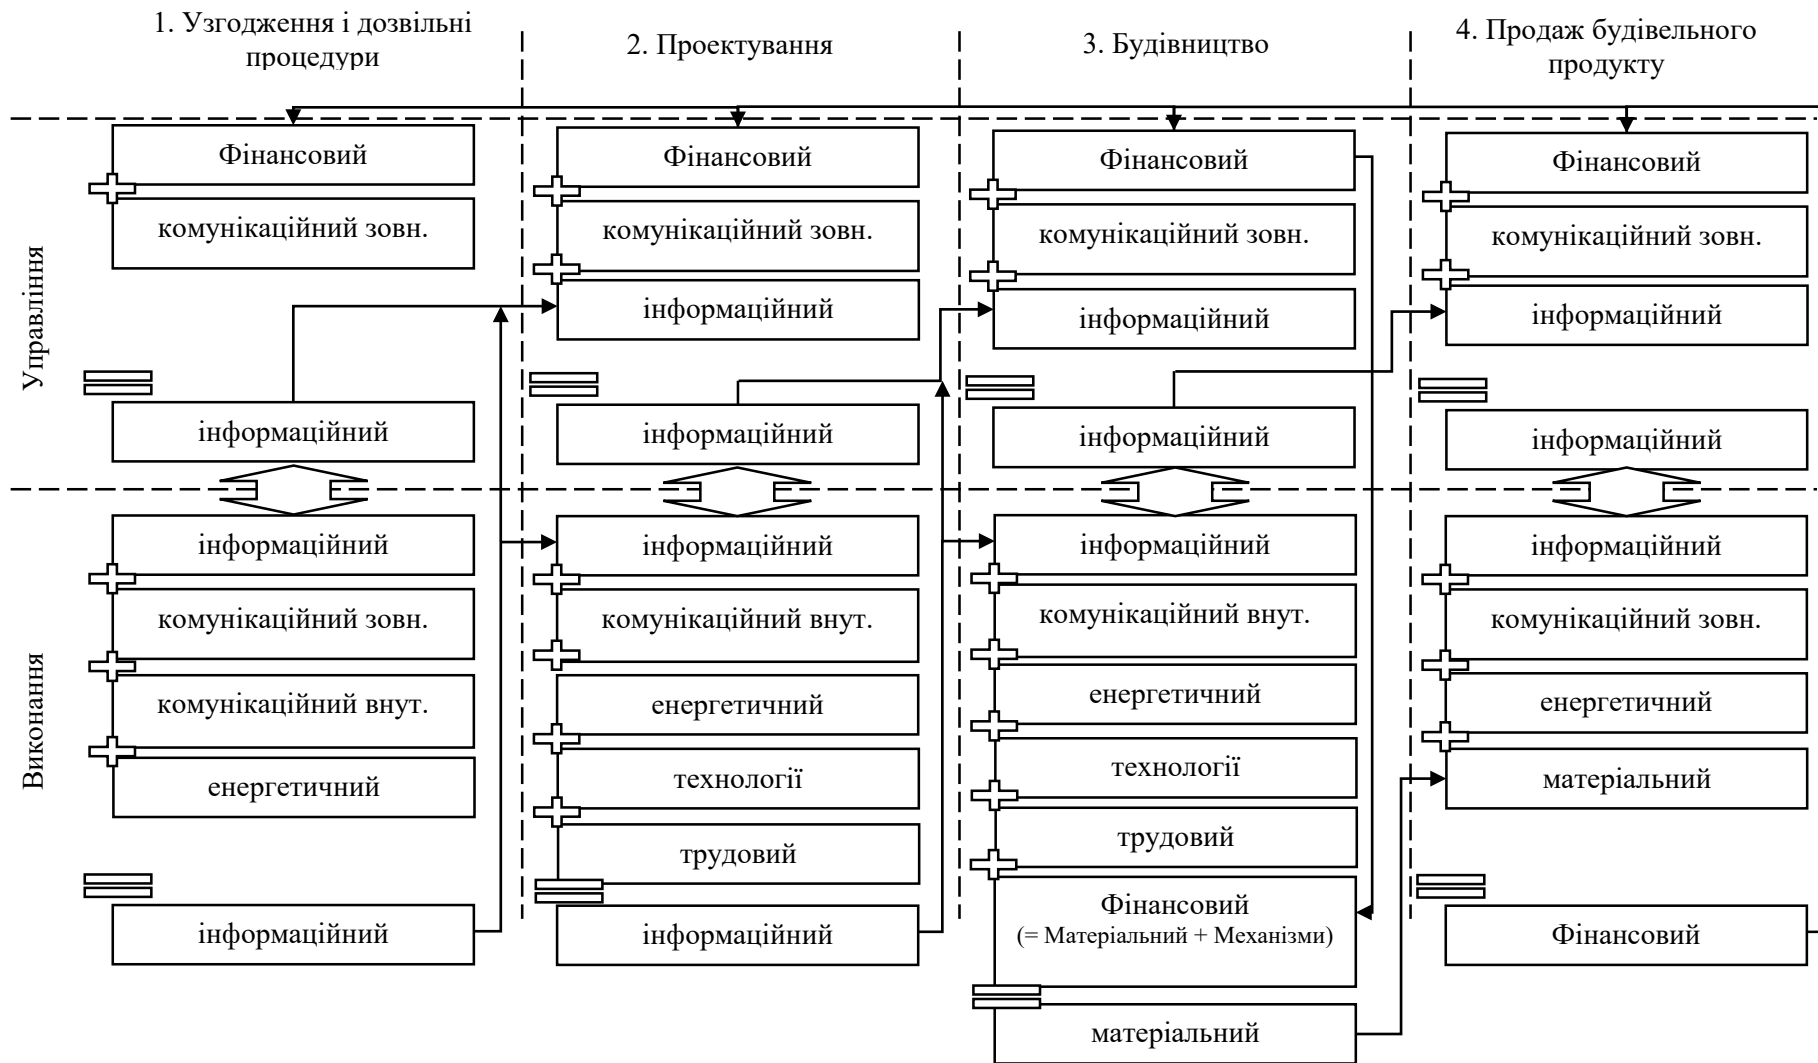 1. Узгодження і дозвільні
процедури
2. Проектування
3. Будівництво
4. Продаж будівельного
продукту
Управління
Фінансовий
комунікаційний зовн.
інформаційний
Фінансовий
комунікаційний зовн.
інформаційний
інформаційний
Фінансовий
комунікаційний зовн.
інформаційний
інформаційний
Фінансовий
комунікаційний зовн.
інформаційний
інформаційний
Виконання
інформаційний
комунікаційний зовн.
комунікаційний внут.
енергетичний
інформаційний
інформаційний
комунікаційний внут.
енергетичний
технології
трудовий
інформаційний
інформаційний
комунікаційний внут.
енергетичний
технології
трудовий
Фінансовий
(= Матеріальний + Механізми)
матеріальний
інформаційний
комунікаційний зовн.
енергетичний
матеріальний
Фінансовий